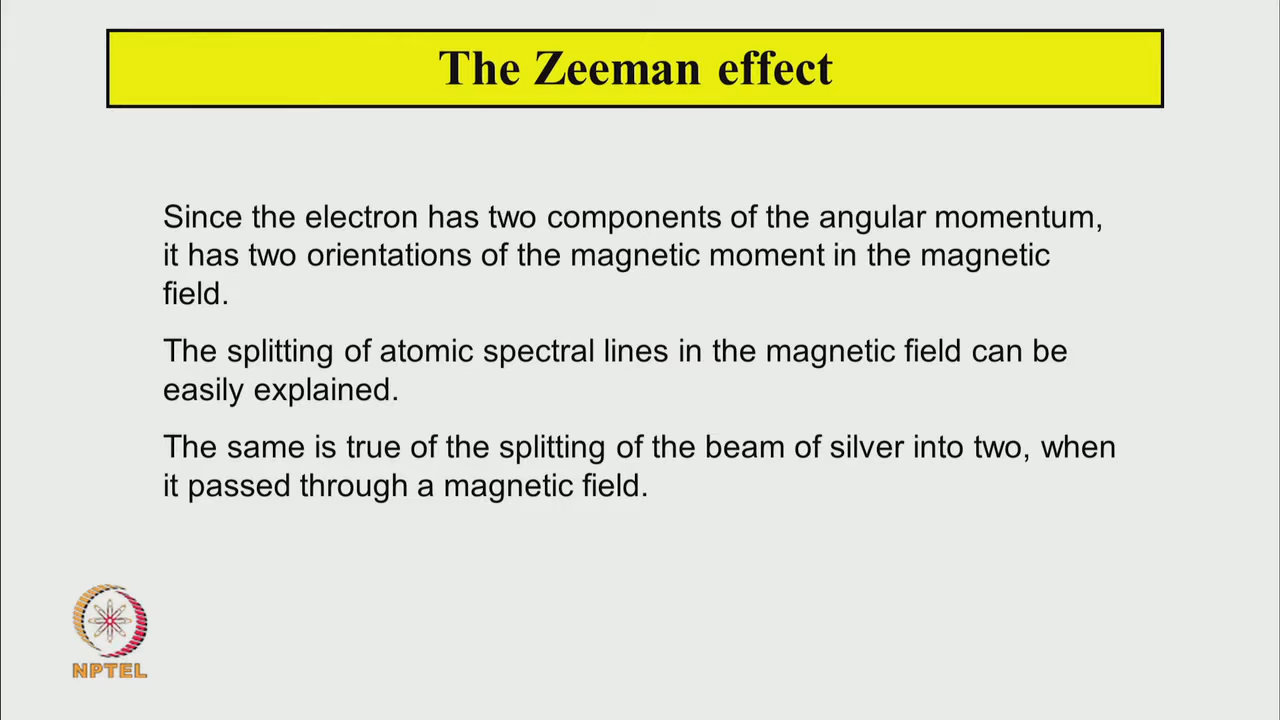 The Zeeman effect
Since the electron has two components of the angular momentum,
it has two orientations of the magnetic moment in the magnetic
field.
The splitting of atomic spectral lines in the magnetic field can be
easily explained.
The same is true of the splitting of the beam of silver into two, when
it passed through a magnetic field.
NPTEL